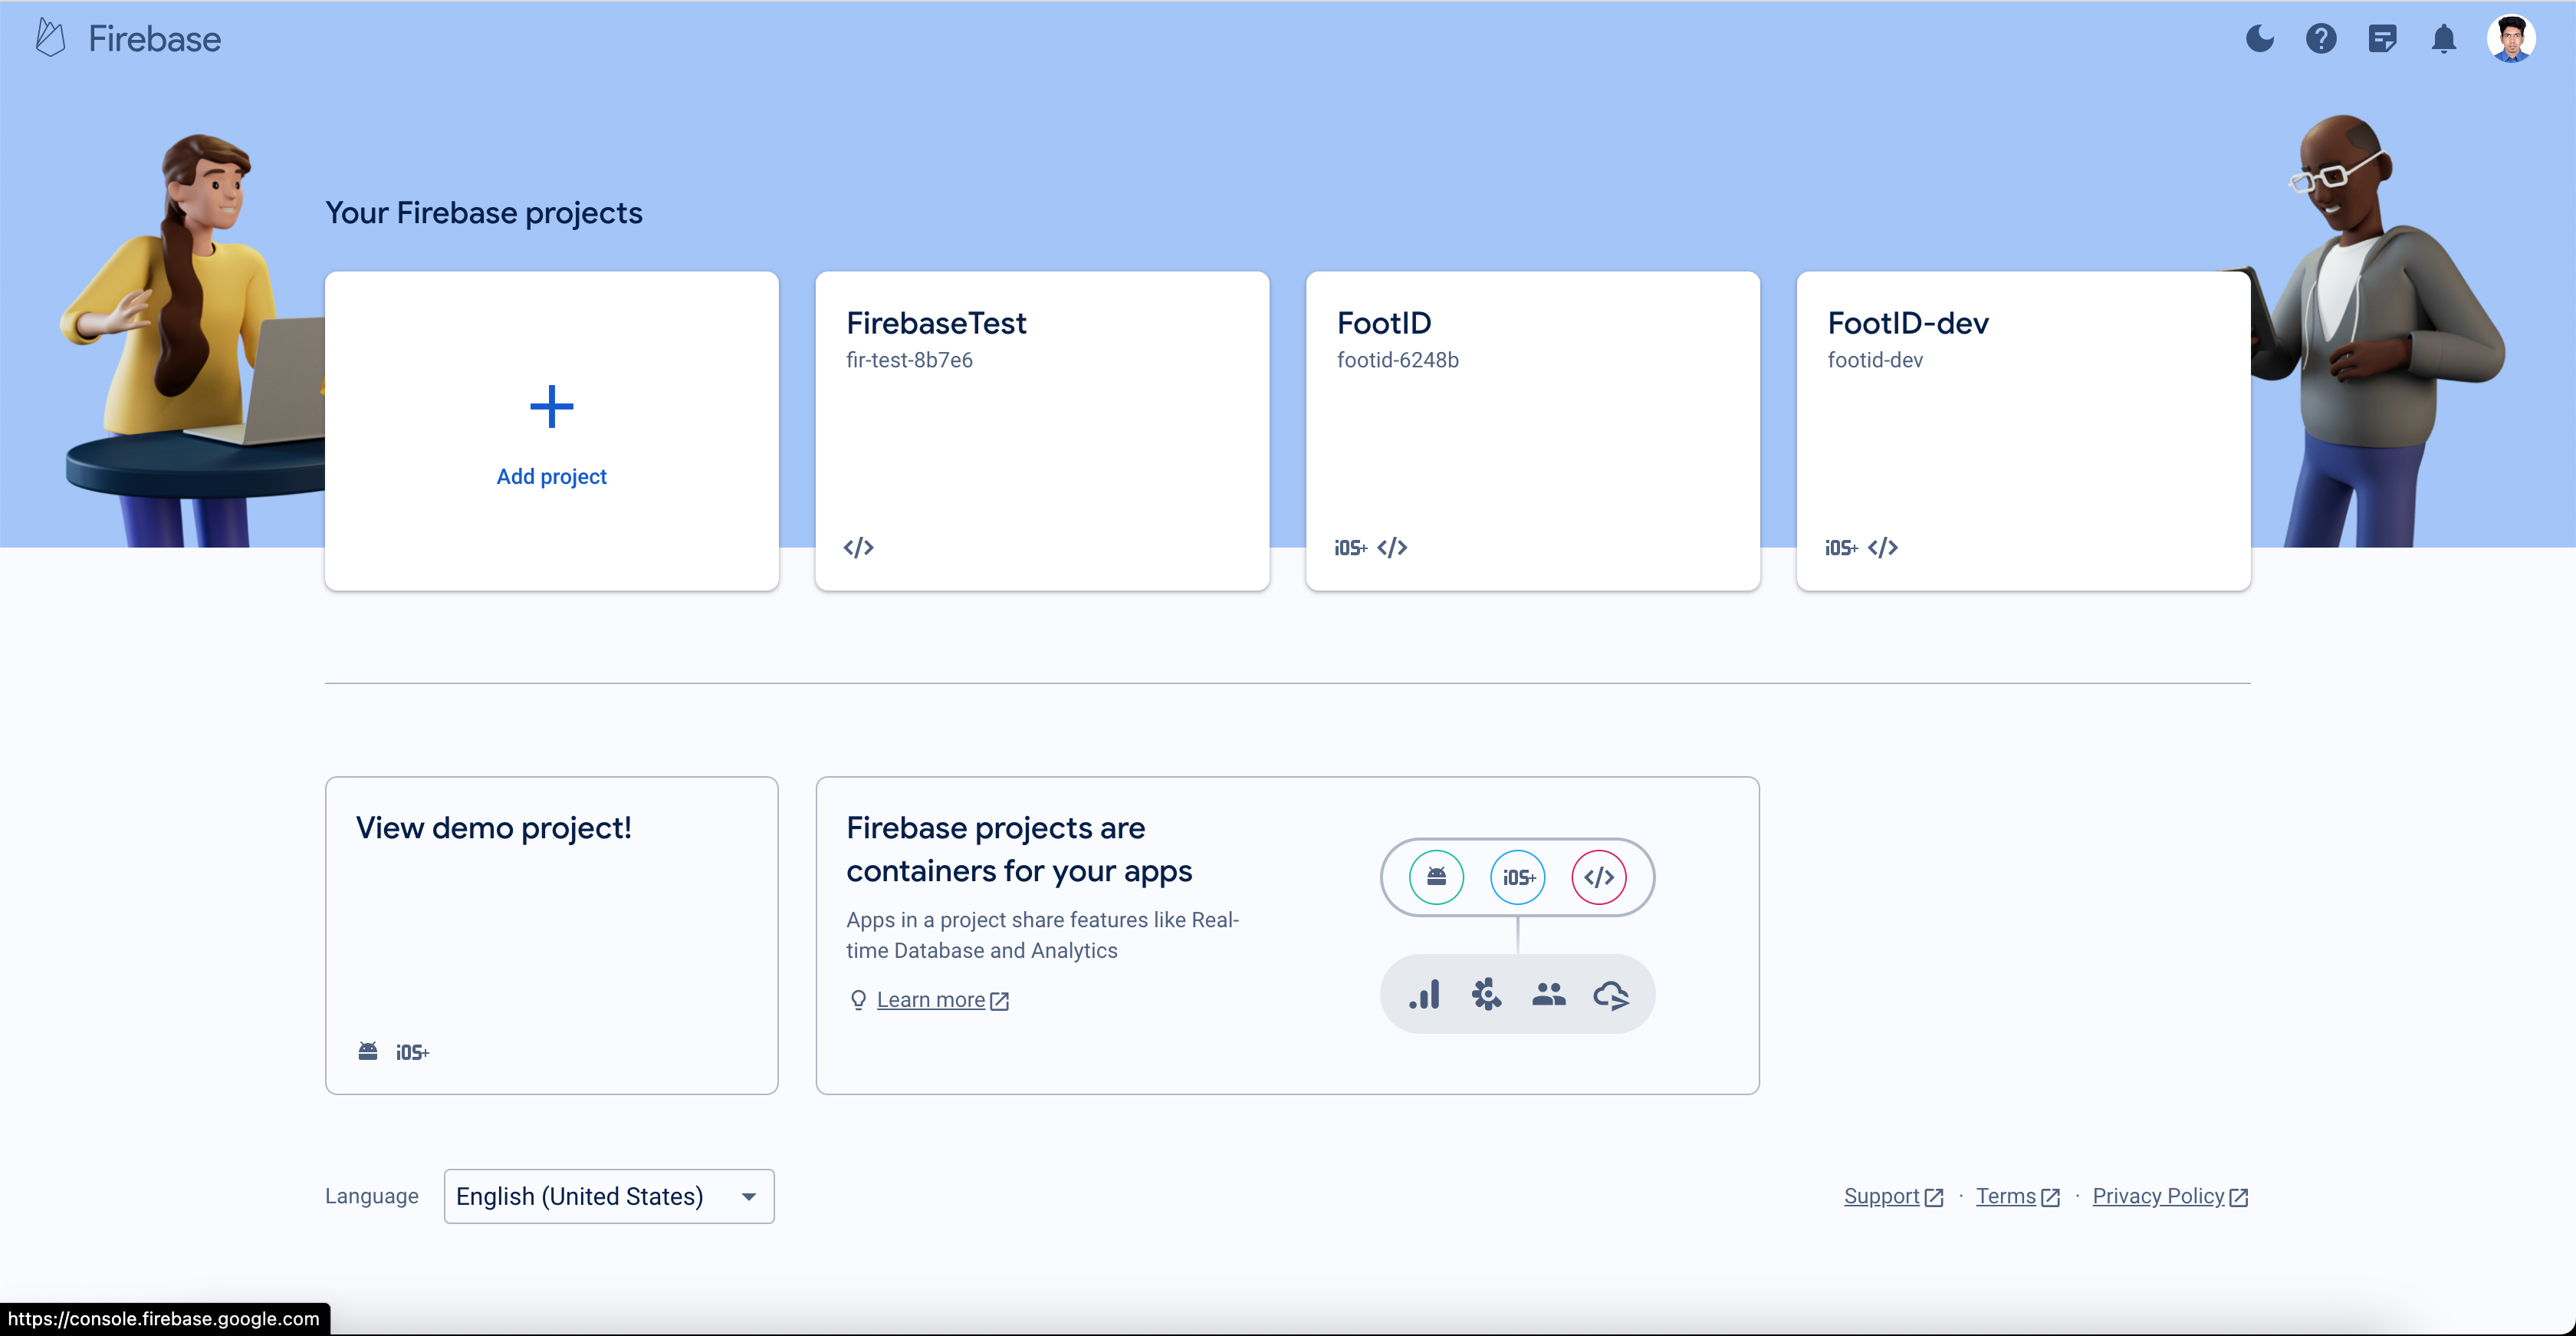 Firebase
Your Firebase projects
Add project
FirebaseTest
fir-test-8b7e6
FootID
footid-6248b
iOS+
FootID-dev
footid-dev
iOS+
View demo project!
iOS+
Firebase projects are
containers for your apps
Apps in a project share features like Real-
time Database and Analytics
Learn more
iOS+
Language
English (United States)
Support · Terms · Privacy Policy
https://console.firebase.google.com